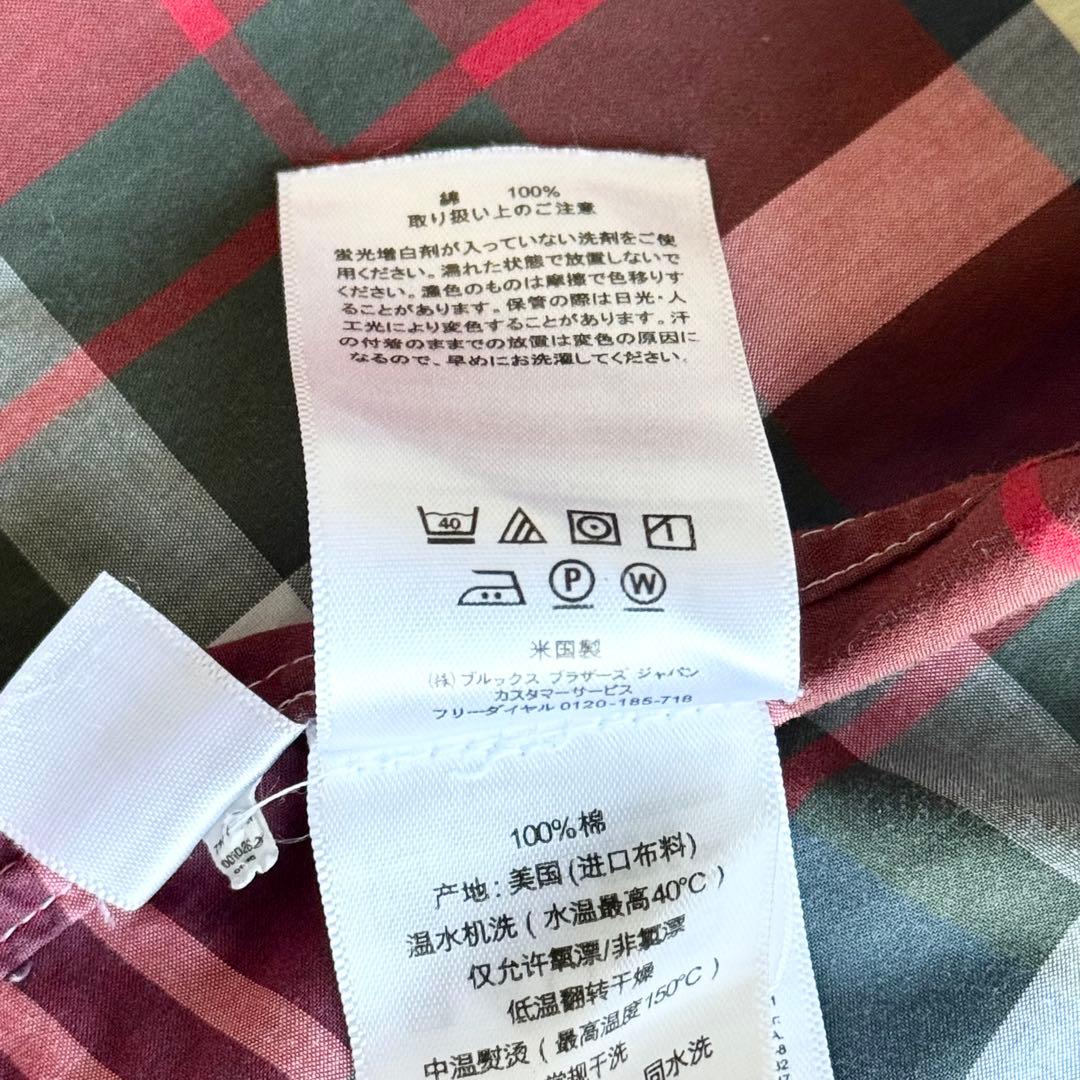 綿 100%
取り扱い上のご注意
蛍光増白剤が入っていない洗剤をご使
用ください。濡れた状態で放置しないで
ください。濃色のものは摩擦で色移りす
ることがあります。保管の際は日光・人
工光により変色することがあります。汗
の付着のままでの放置は変色の原因に
なるので、早めにお洗濯してください。
40
P W
米国製
(株)ブルックス ブラザーズ ジャパン
カスタマーサービス
フリーダイヤル 0120-185-718
100%棉
产地: 美国(进口布料)
温水机洗(水温最高40°C)
仅允许氧漂/非氯漂
低温翻转干燥
中温熨烫(最高温度150°C)
常规干洗 同水洗